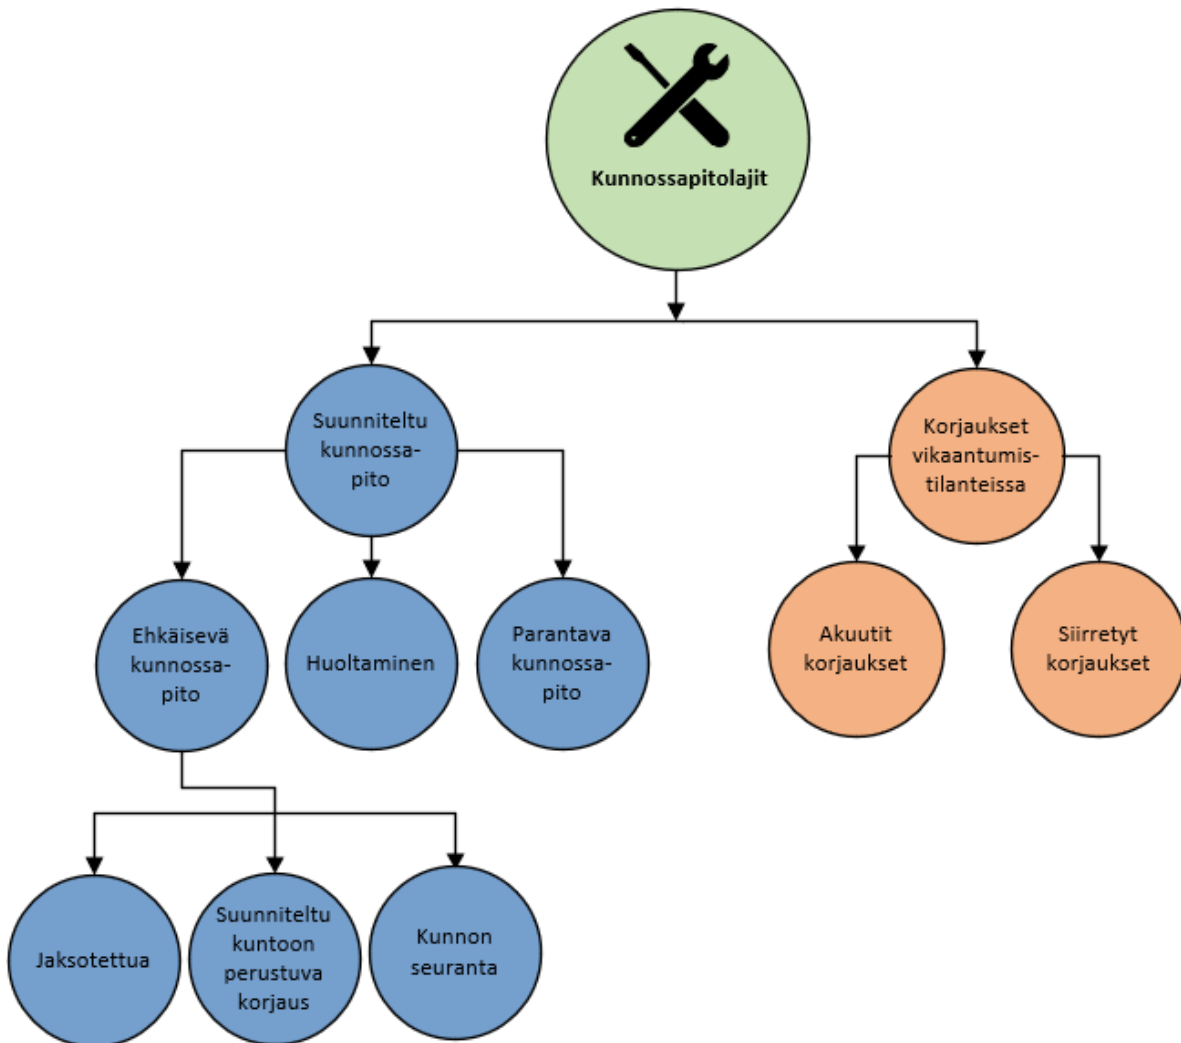 Kunnossapitolajit
Suunniteltu
kunnossa-
pito
Korjaukset
vikaantumis-
tilanteissa
Ehkäisevä
kunnossa-
pito
Huoltaminen
Parantava
kunnossa-
pito
Akuutit
korjaukset
Siirretyt
korjaukset
Jaksotettua
Suunniteltu
kuntoon
perustuva
korjaus
Kunnon
seuranta